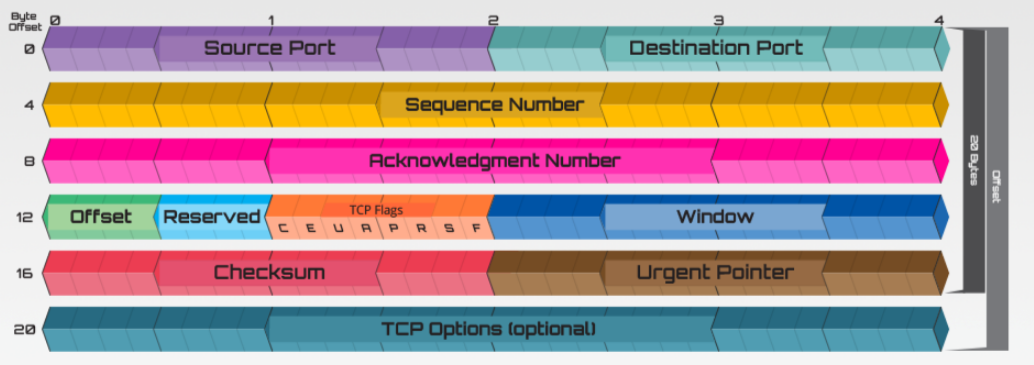 Byte
Offset
0 1 2 3 4
0 Source Port Destination Port
4 Sequence Number
8 Acknowledgment Number
12 Offset Reserved TCP Flags Window
C E U A P R S F
16 Checksum Urgent Pointer
20 TCP Options (optional)
20 Bytes
Offset